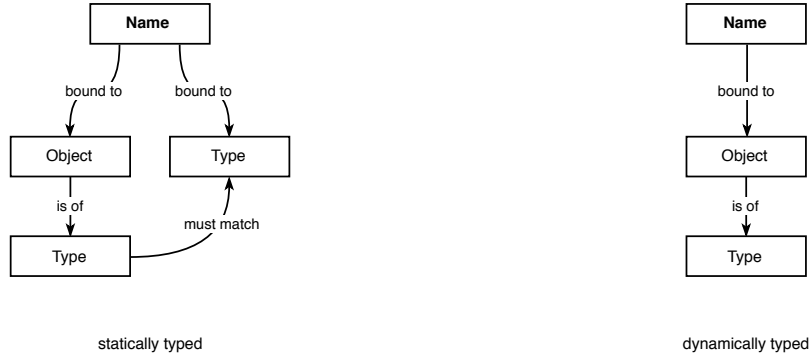 Name
bound to
bound to
Object
Type
is of
must match
Type
statically typed
Name
bound to
Object
is of
Type
dynamically typed